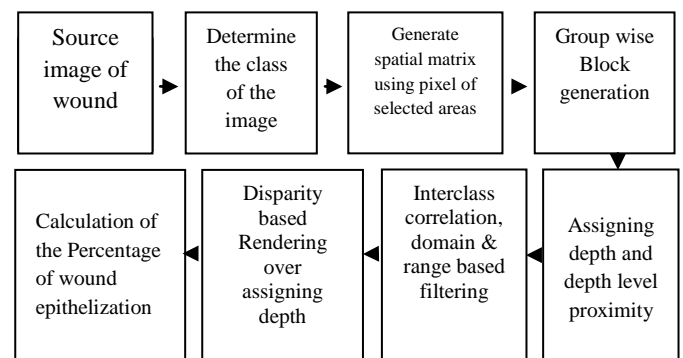 Source
image of
wound
Determine
the class
of the
image
Generate
spatial matrix
using pixel of
selected areas
Group wise
Block
generation
Assigning
depth and
depth level
proximity
Interclass
correlation,
domain &
range based
filtering
Disparity
based
Rendering
over
assigning
depth
Calculation of
the Percentage
of wound
epithelization